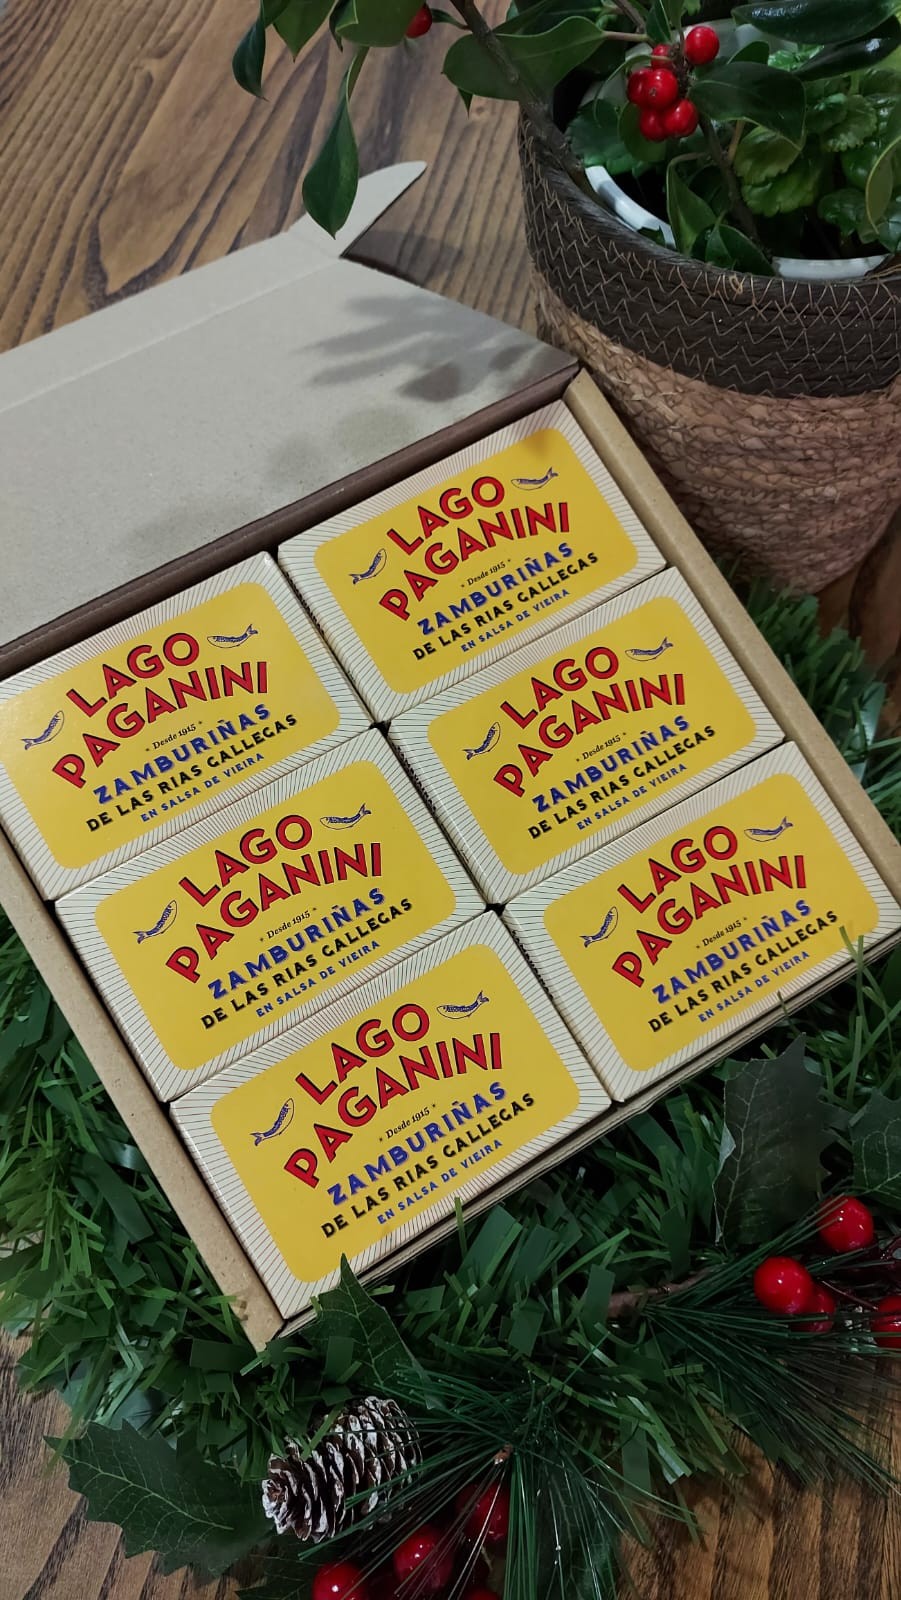 LAGO
PAGANINI
* Desde 1915 *
ZAMBURIÑAS
DE LAS RIAS GALLEGAS
EN SALSA DE VIEIRA
LAGO
PAGANINI
* Desde 1915 *
ZAMBURIÑAS
DE LAS RIAS GALLEGAS
EN SALSA DE VIEIRA
LAGO
PAGANINI
* Desde 1915 *
ZAMBURIÑAS
DE LAS RIAS GALLEGAS
EN SALSA DE VIEIRA
LAGO
PAGANINI
* Desde 1915 *
ZAMBURIÑAS
DE LAS RIAS GALLEGAS
EN SALSA DE VIEIRA
LAGO
PAGANINI
* Desde 1915 *
ZAMBURIÑAS
DE LAS RIAS GALLEGAS
EN SALSA DE VIEIRA
LAGO
PAGANINI
* Desde 1915 *
ZAMBURIÑAS
DE LAS RIAS GALLEGAS
EN SALSA DE VIEIRA